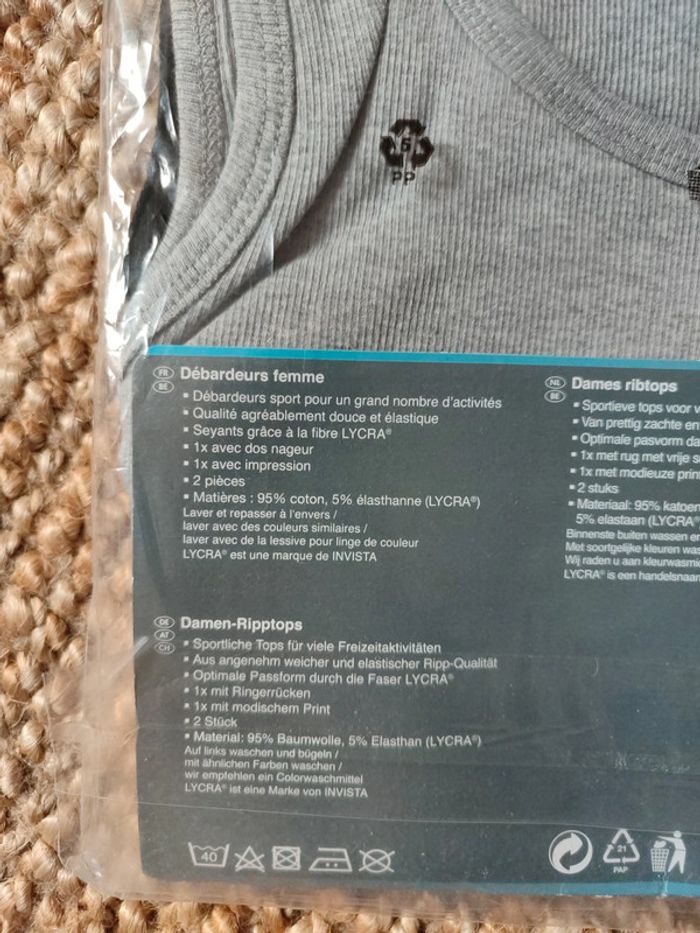 5
PP
FR
BE
Débardeurs femme
▪ Débardeurs sport pour un grand nombre d'activités
▪ Qualité agréablement douce et élastique
▪ Seyants grâce à la fibre LYCRA®
▪ 1x avec dos nageur
▪ 1x avec impression
▪ 2 pièces
▪ Matières : 95% coton, 5% élasthanne (LYCRA®)
Laver et repasser à l'envers /
laver avec des couleurs similaires /
laver avec de la lessive pour linge de couleur
LYCRA® est une marque de INVISTA
NL
BE
Dames ribtops
▪ Sportieve tops voor
▪ Van prettig zachte en
▪ Optimale pasvorm
▪ 1x met rug met vrije
▪ 1x met modieuze
▪ 2 stuks
▪ Materiaal: 95%
5% elastaan (LYCRA®
Binnenste buiten wassen
Met soortgelijke kleuren
Wij raden u aan
LYCRA® is een
DE
AT
CH
Damen-Ripptops
▪ Sportliche Tops für viele Freizeitaktivitäten
▪ Aus angenehm weicher und elastischer Ripp-Qualität
▪ Optimale Passform durch die Faser LYCRA®
▪ 1x mit Ringerrücken
▪ 1x mit modischem Print
▪ 2 Stück
▪ Material: 95% Baumwolle, 5% Elasthan (LYCRA®)
Auf links waschen und bügeln /
mit ähnlichen Farben waschen /
wir empfehlen ein Colorwaschmittel
LYCRA® ist eine Marke von INVISTA
40
21
PAP